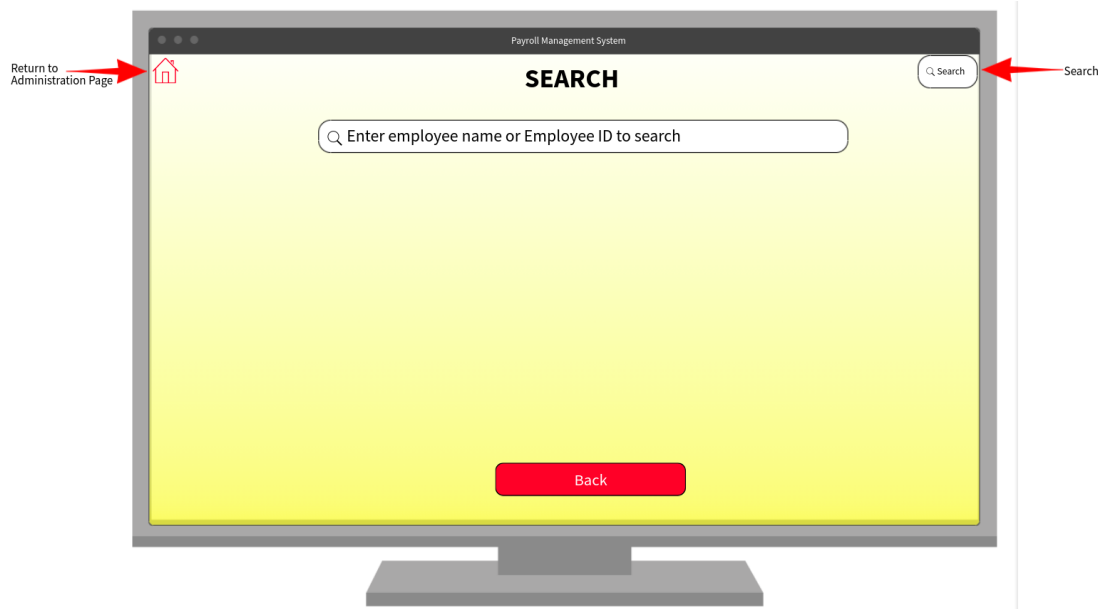 Payroll Management System
Return to
Administration Page
SEARCH
Search
Search
Enter employee name or Employee ID to search
Back